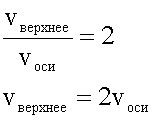 v верхнее
v оси
= 2
v верхнее = 2v оси